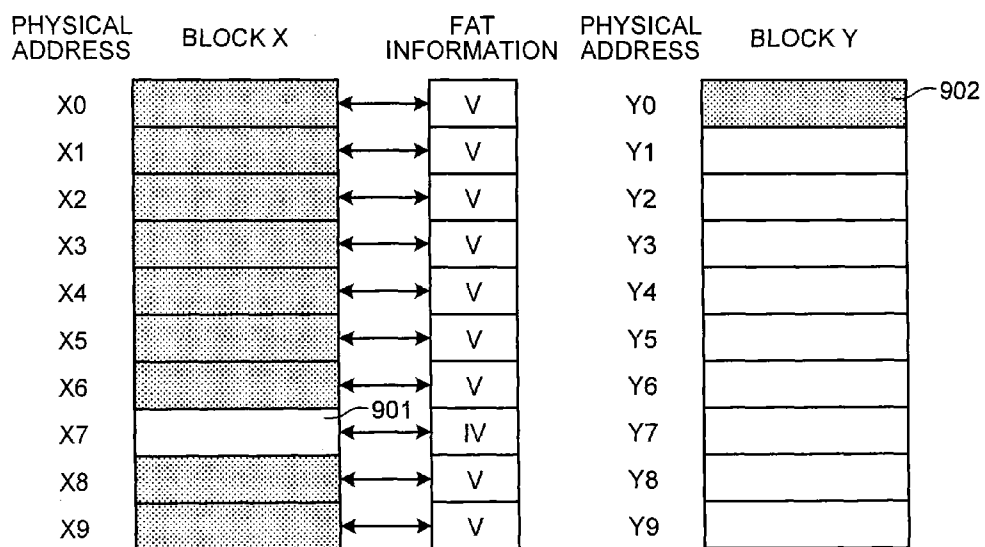 PHYSICAL ADDRESS BLOCK X FAT INFORMATION PHYSICAL ADDRESS BLOCK Y
X0 V Y0 902
X1 V Y1
X2 V Y2
X3 V Y3
X4 V Y4
X5 V Y5
X6 V Y6
901
X7 IV Y7
X8 V Y8
X9 V Y9